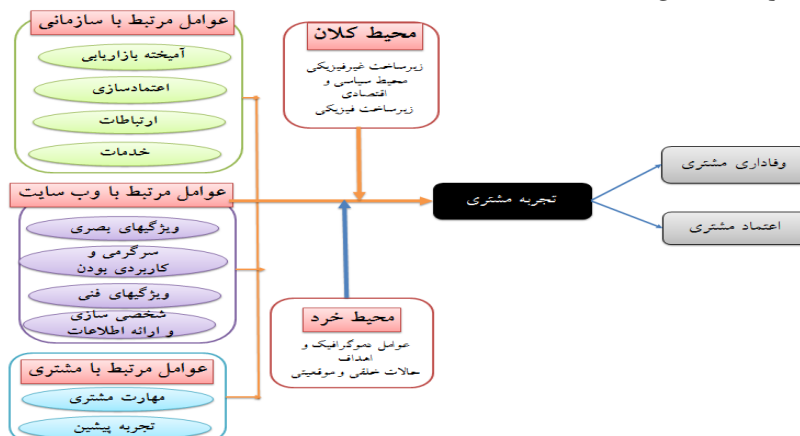 عوامل مرتبط با سازمانی
آمیخته بازاریابی
اعتمادسازی
ارتباطات
خدمات
عوامل مرتبط با وب سایت
ویژگیهای بصری
سرگرمی و
کاربردی بودن
ویژگیهای فنی
شخصی سازی
و ارائه اطلاعات
عوامل مرتبط با مشتری
مهارت مشتری
تجربه پیشین
محیط کلان
زیرساخت غیرفیزیکی
محیط سیاسی و
اقتصادی
زیرساخت فیزیکی
محیط خرد
عوامل دموگرافیک و
اهداف
حالات خلقی و موقعیتی
تجربه مشتری
وفاداری مشتری
اعتماد مشتری